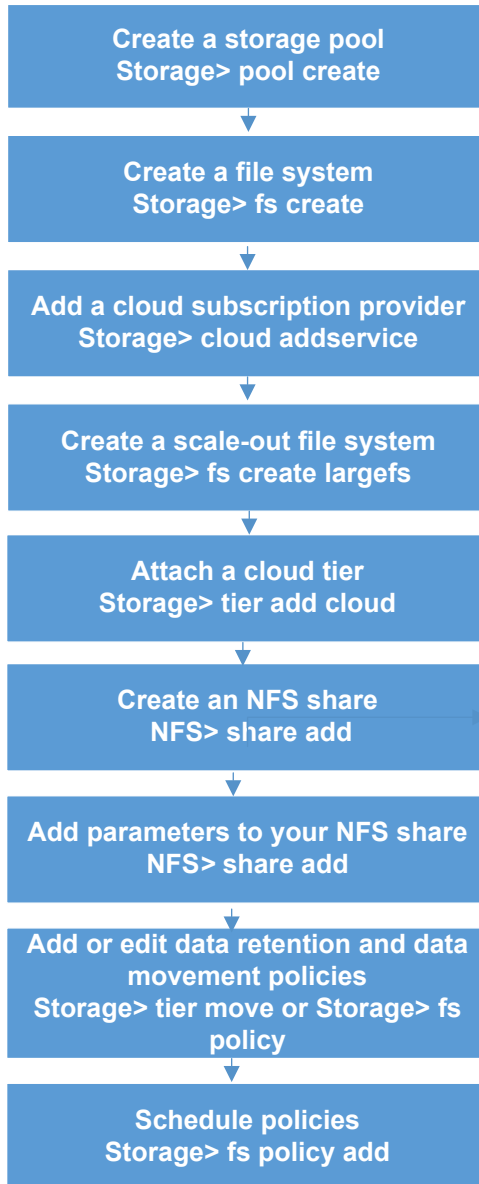 Create a storage pool
Storage> pool create
Create a file system
Storage> fs create
Add a cloud subscription provider
Storage> cloud addservice
Create a scale-out file system
Storage> fs create largefs
Attach a cloud tier
Storage> tier add cloud
Create an NFS share
NFS> share add
Add parameters to your NFS share
NFS> share add
Add or edit data retention and data
movement policies
Storage> tier move or Storage> fs
policy
Schedule policies
Storage> fs policy add